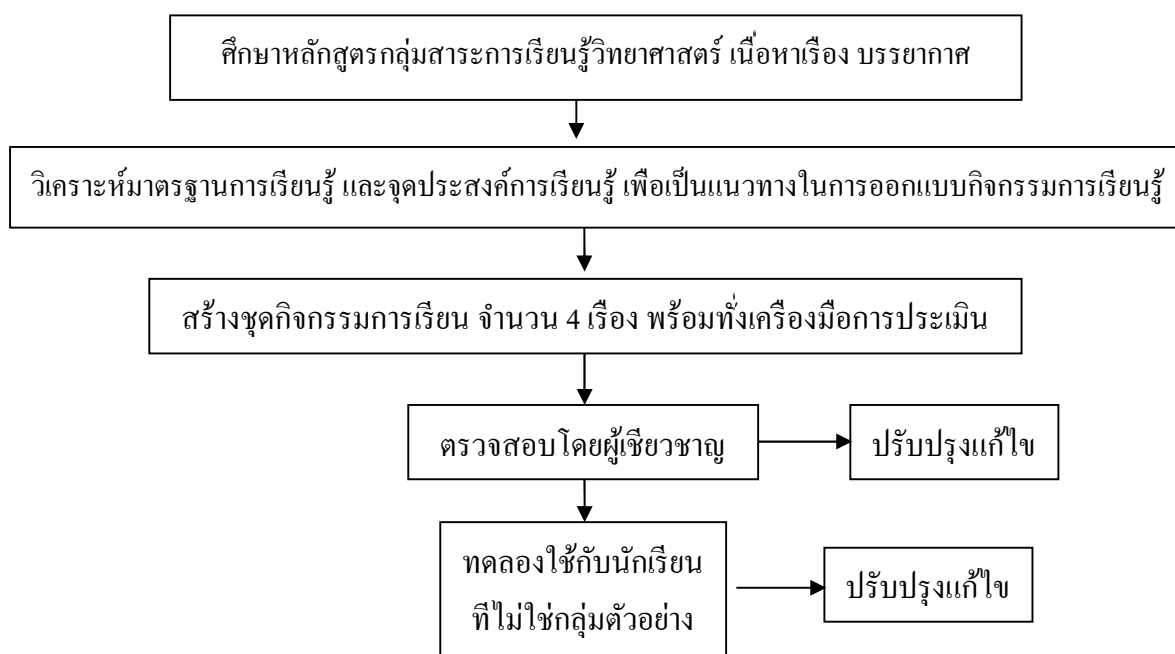 ศึกษาหลักสูตรกลุ่มสาระการเรียนรู้วิทยาศาสตร์ เนื้อหาเรื่อง บรรยากาศ
วิเคราะห์มาตรฐานการเรียนรู้ และจุดประสงค์การเรียนรู้ เพื่อเป็นแนวทางในการออกแบบกิจกรรมการเรียนรู้
สร้างชุดกิจกรรมการเรียน จำนวน 4 เรื่อง พร้อมทั้งเครื่องมือการประเมิน
ตรวจสอบโดยผู้เชี่ยวชาญ
ปรับปรุงแก้ไข
ทดลองใช้กับนักเรียน
ที่ไม่ใช่กลุ่มตัวอย่าง
ปรับปรุงแก้ไข